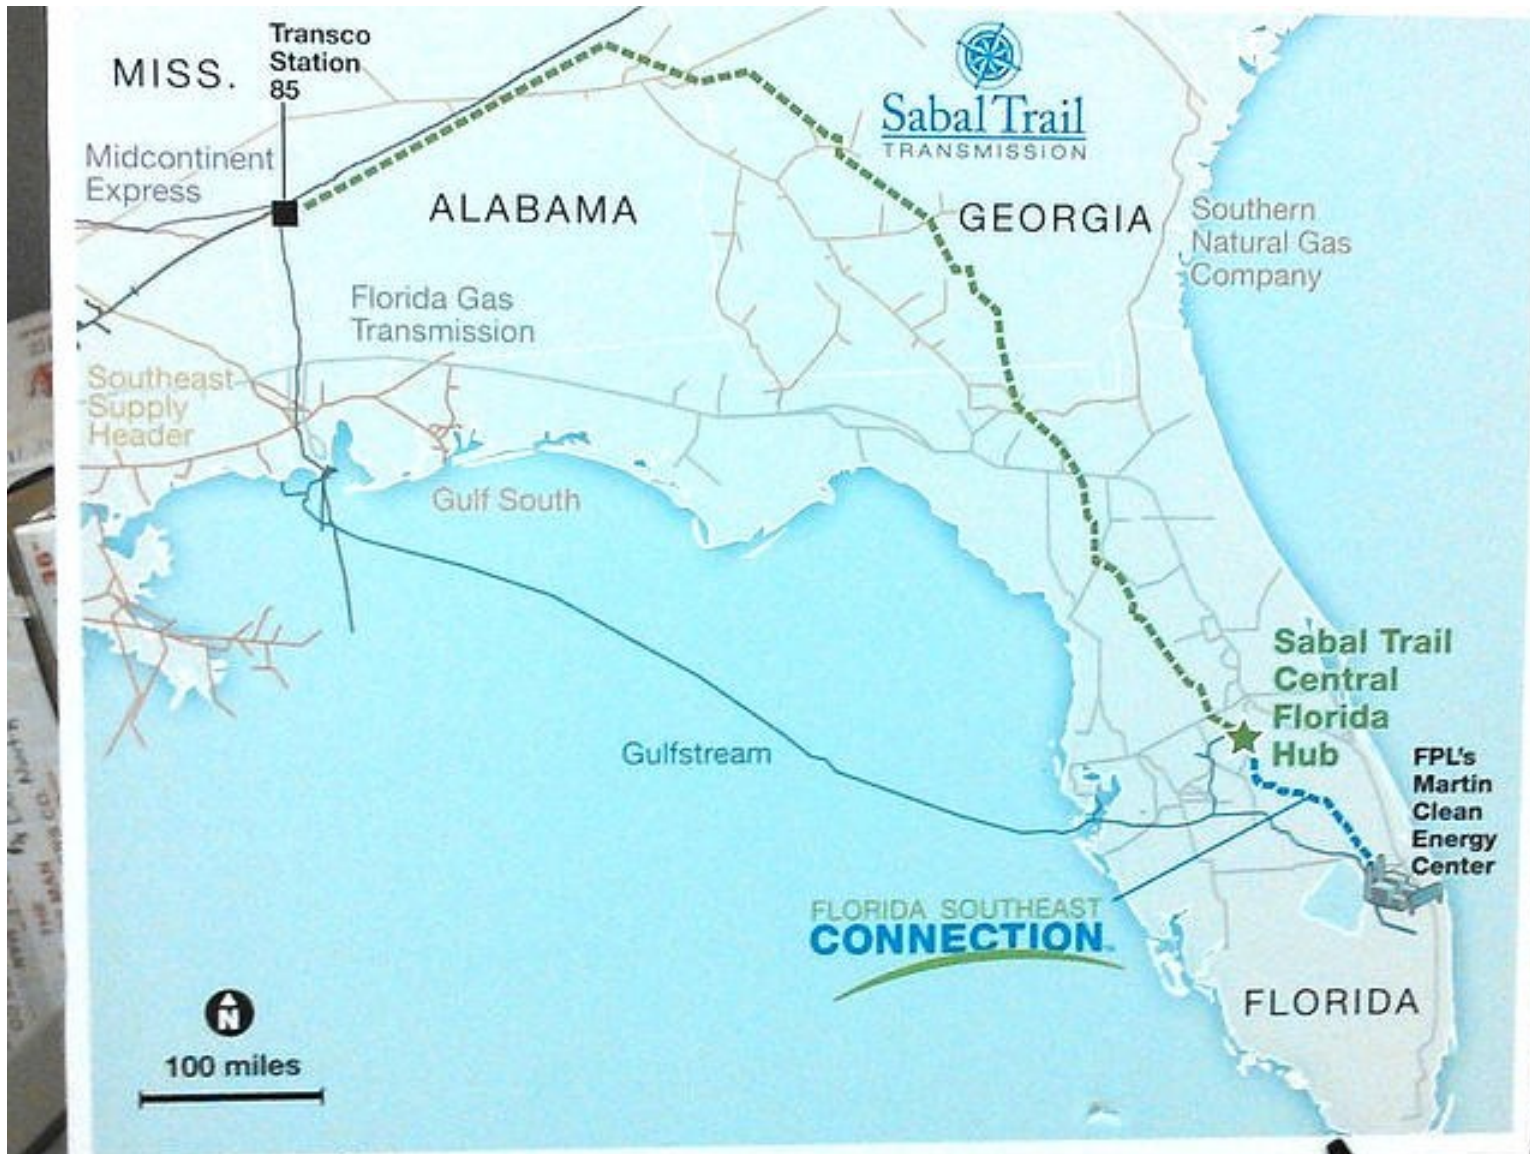 Transco
Station
85
MISS.
Sabal Trail
TRANSMISSION
Midcontinent
Express
ALABAMA
GEORGIA
Southern
Natural Gas
Company
Florida Gas
Transmission
Southeast
Supply
Header
Gulf South
Sabal Trail
Central
Florida
Hub
Gulfstream
FPL's
Martin
Clean
Energy
Center
FLORIDA SOUTHEAST
CONNECTION
FLORIDA
N
100 miles